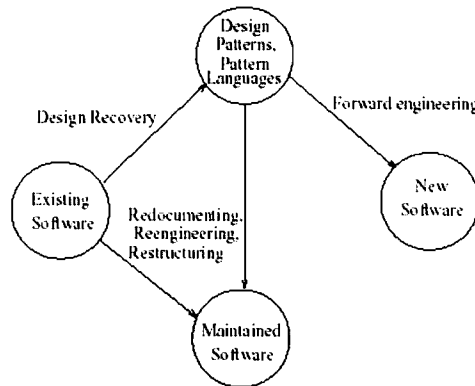 Design
Patterns,
Pattern
Languages
Forward engineering
Design Recovery
Existing
Software
New
Software
Redocumenting,
Reengineering,
Restructuring
Maintained
Software